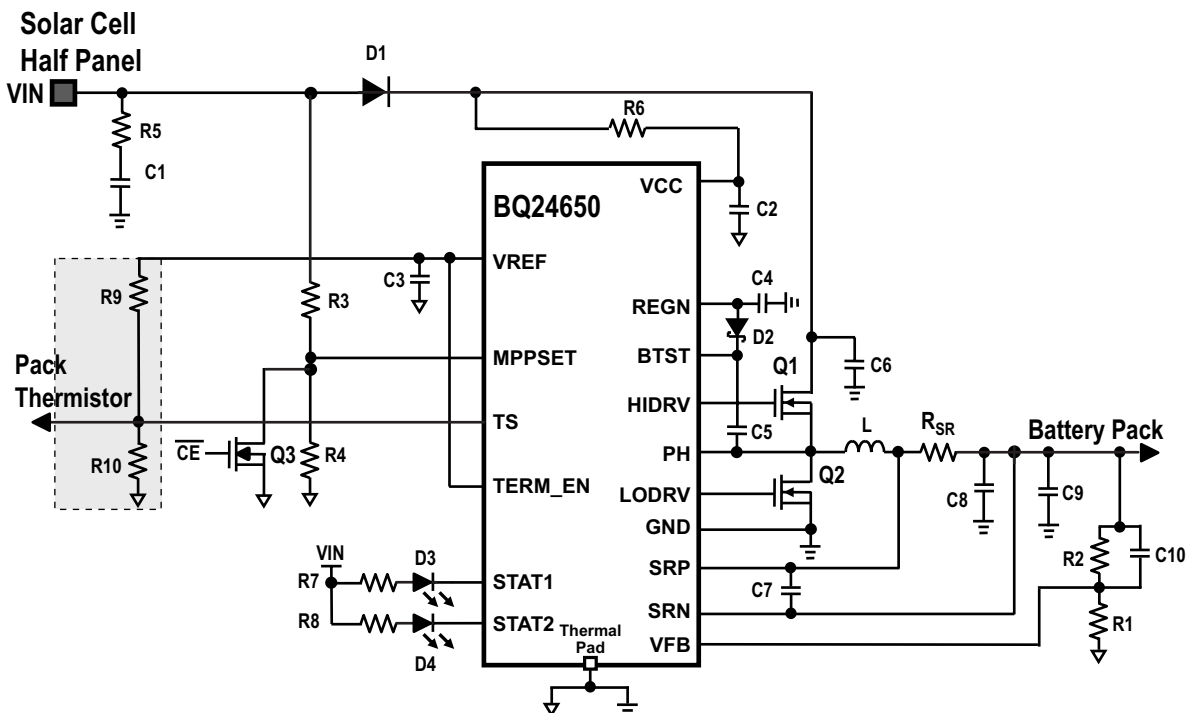 Solar Cell
Half Panel
VIN
D1
R5
C1
R6
BQ24650
VCC
C2
VREF
C3
R9
R3
REGN
C4
D2
BTST
MPPSET
Pack
Thermistor
Q1
C6
HIDRV
TS
C5
L
RSR
Battery Pack
CE
Q3
R4
R10
PH
Q2
TERM_EN
LODRV
C8
C9
GND
VIN
R2
C10
R7
D3
STAT1
SRP
C7
R8
STAT2
SRN
R1
D4
Thermal
Pad
VFB